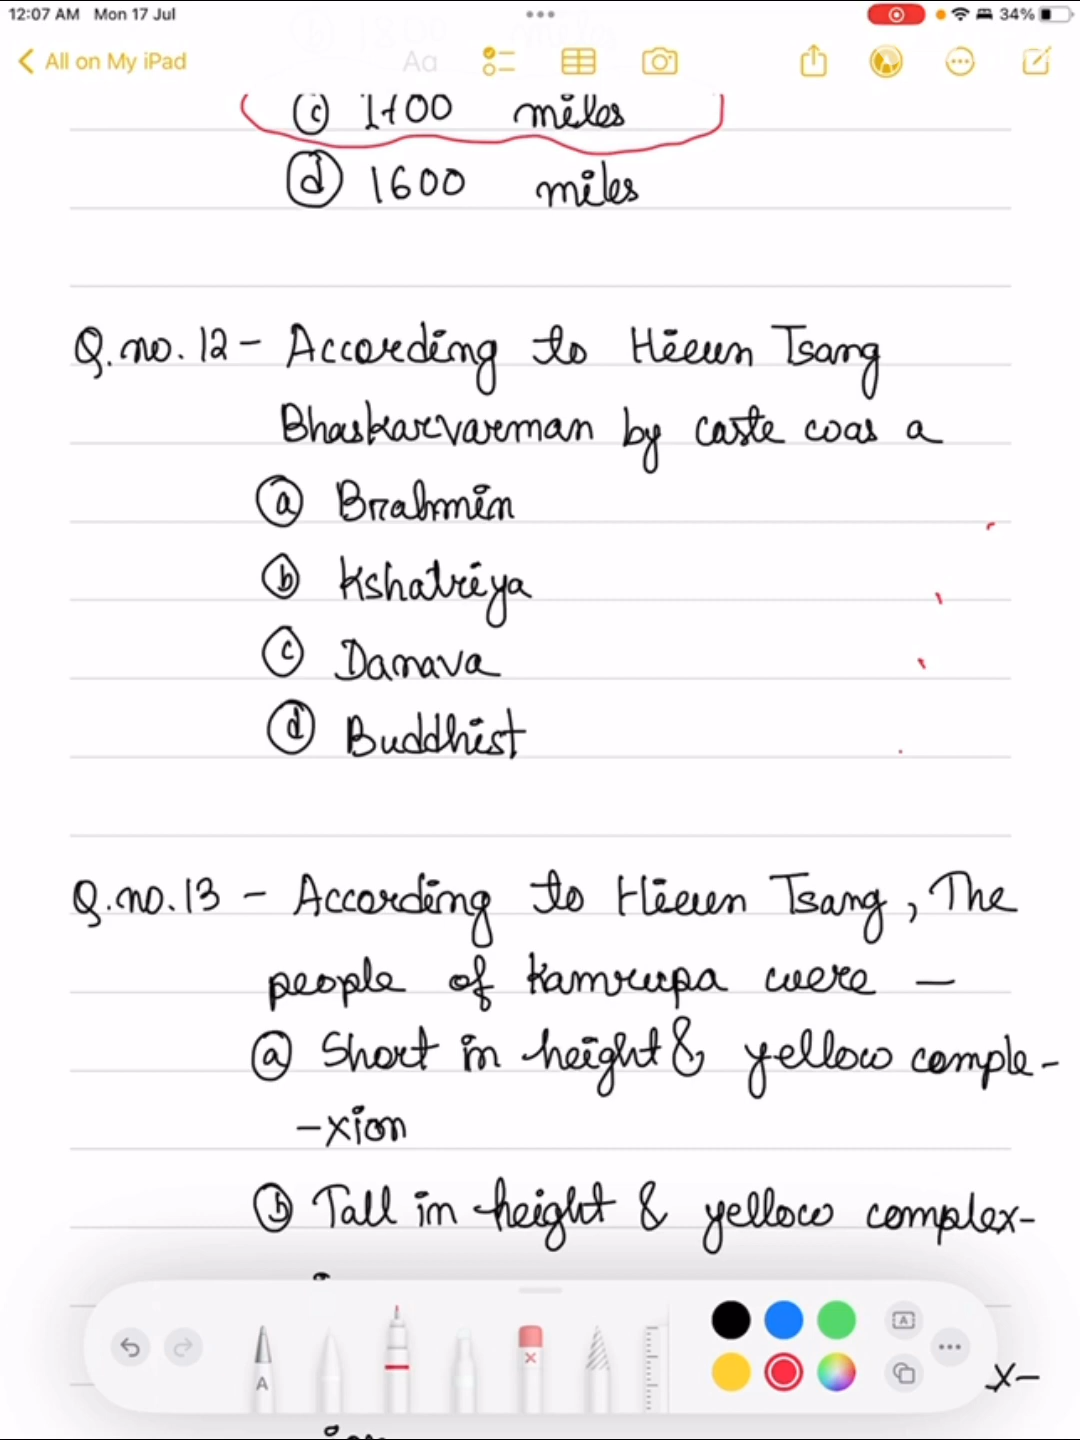 12:07 AM Mon 17 Jul
34%
All on My iPad
Aa
(c) 1400 miles
(d) 1600 miles
Q.no.12- According to Hieun Tsang
Bhaskarvarman by caste was a
(a) Brahmin
(b) Kshatriya
(c) Danava
(d) Buddhist
Q.no.13 - According to Hieun Tsang, The
people of Kamrupa were —
(a) Short in height & yellow comple-
-xion
(b) Tall in height & yellow complex-
x-
A
A